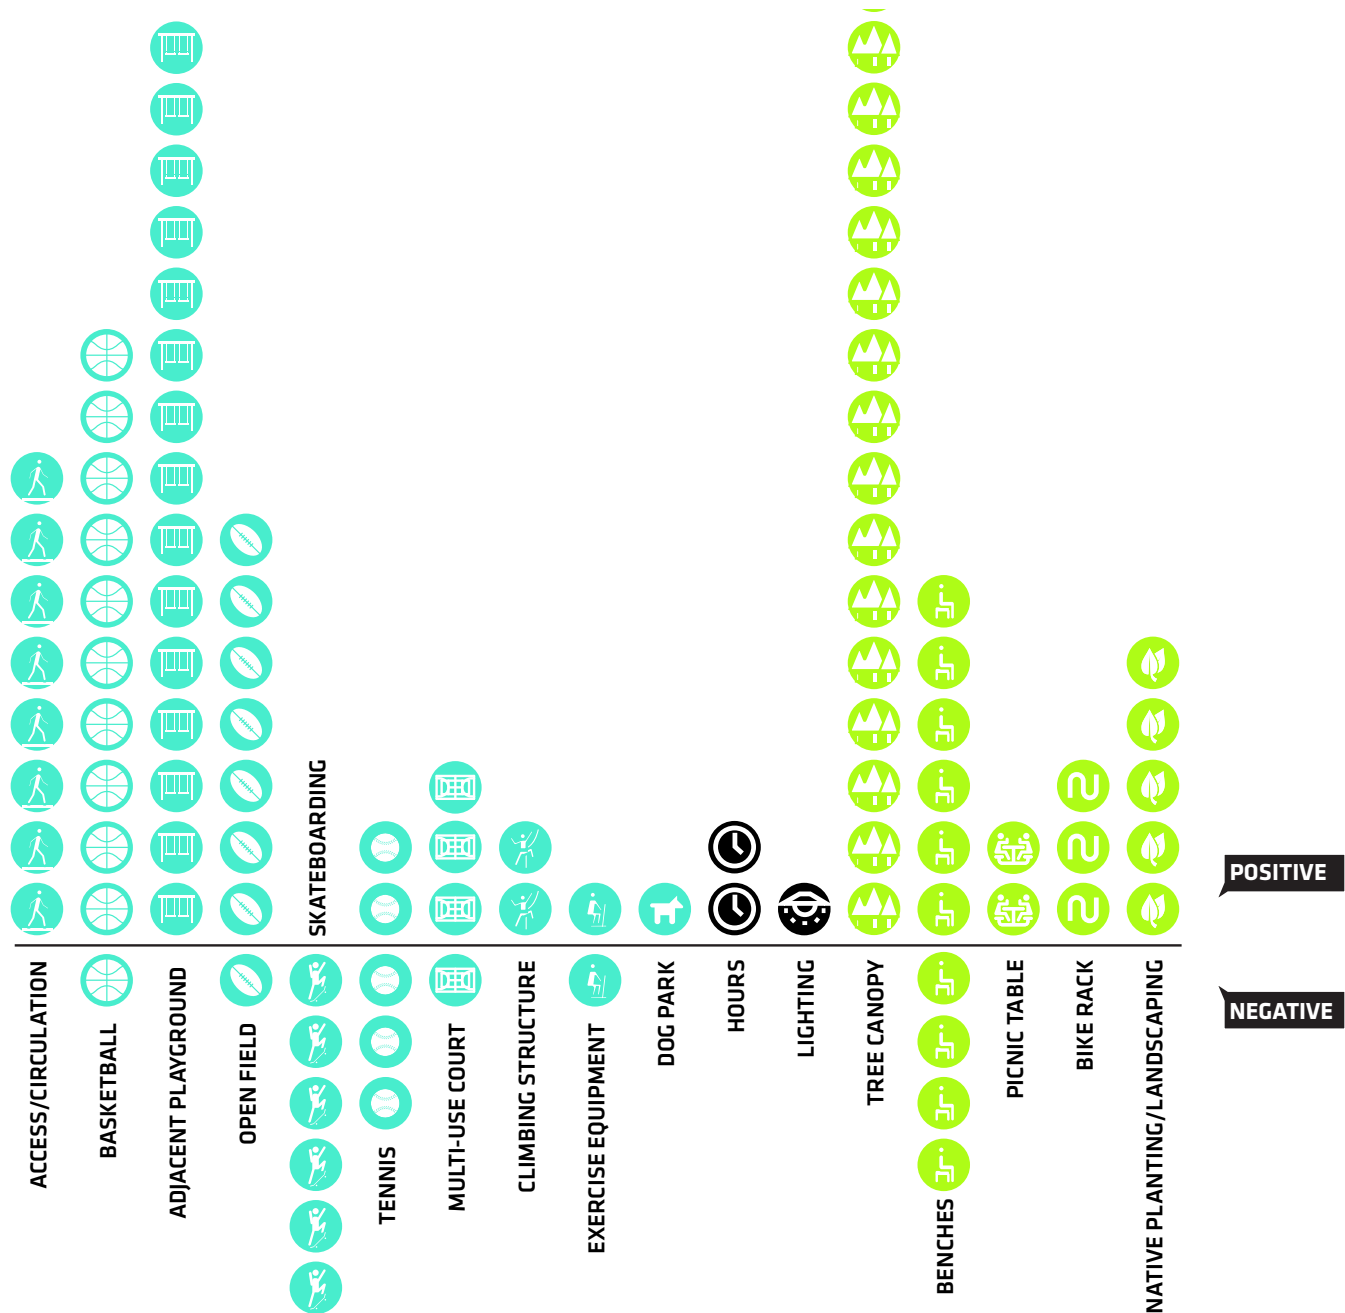 SKATEBOARDING
POSITIVE
NEGATIVE
ACCESS/CIRCULATION
BASKETBALL
ADJACENT PLAYGROUND
OPEN FIELD
TENNIS
MULTI-USE COURT
CLIMBING STRUCTURE
EXERCISE EQUIPMENT
DOG PARK
HOURS
LIGHTING
TREE CANOPY
BENCHES
PICNIC TABLE
BIKE RACK
NATIVE PLANTING/LANDSCAPING